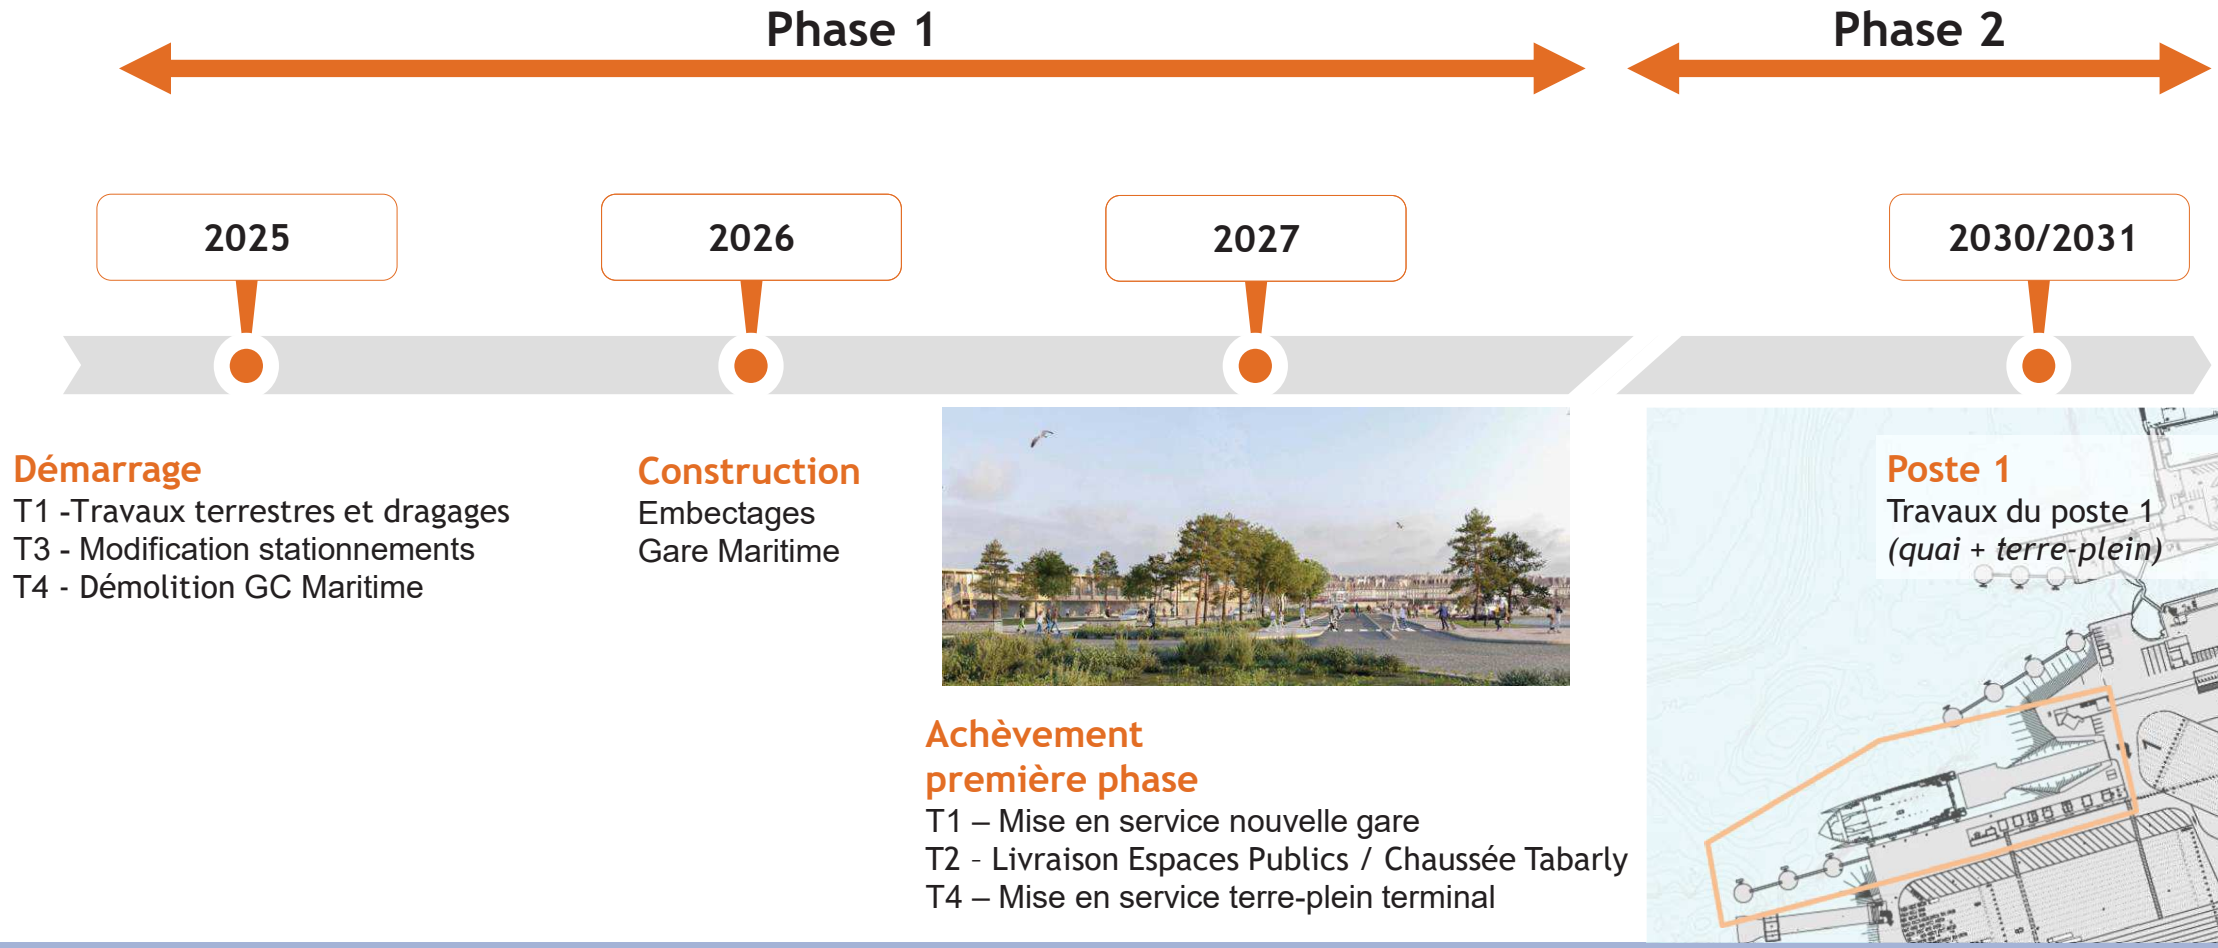 Phase 1
Phase 2
2025
2026
2027
2030/2031
Démarrage
T1 -Travaux terrestres et dragages
T3 - Modification stationnements
T4 - Démolition GC Maritime
Construction
Embectages
Gare Maritime
Achèvement
première phase
T1 – Mise en service nouvelle gare
T2 - Livraison Espaces Publics / Chaussée Tabarly
T4 – Mise en service terre-plein terminal
Poste 1
Travaux du poste 1
(quai + terre-plein)